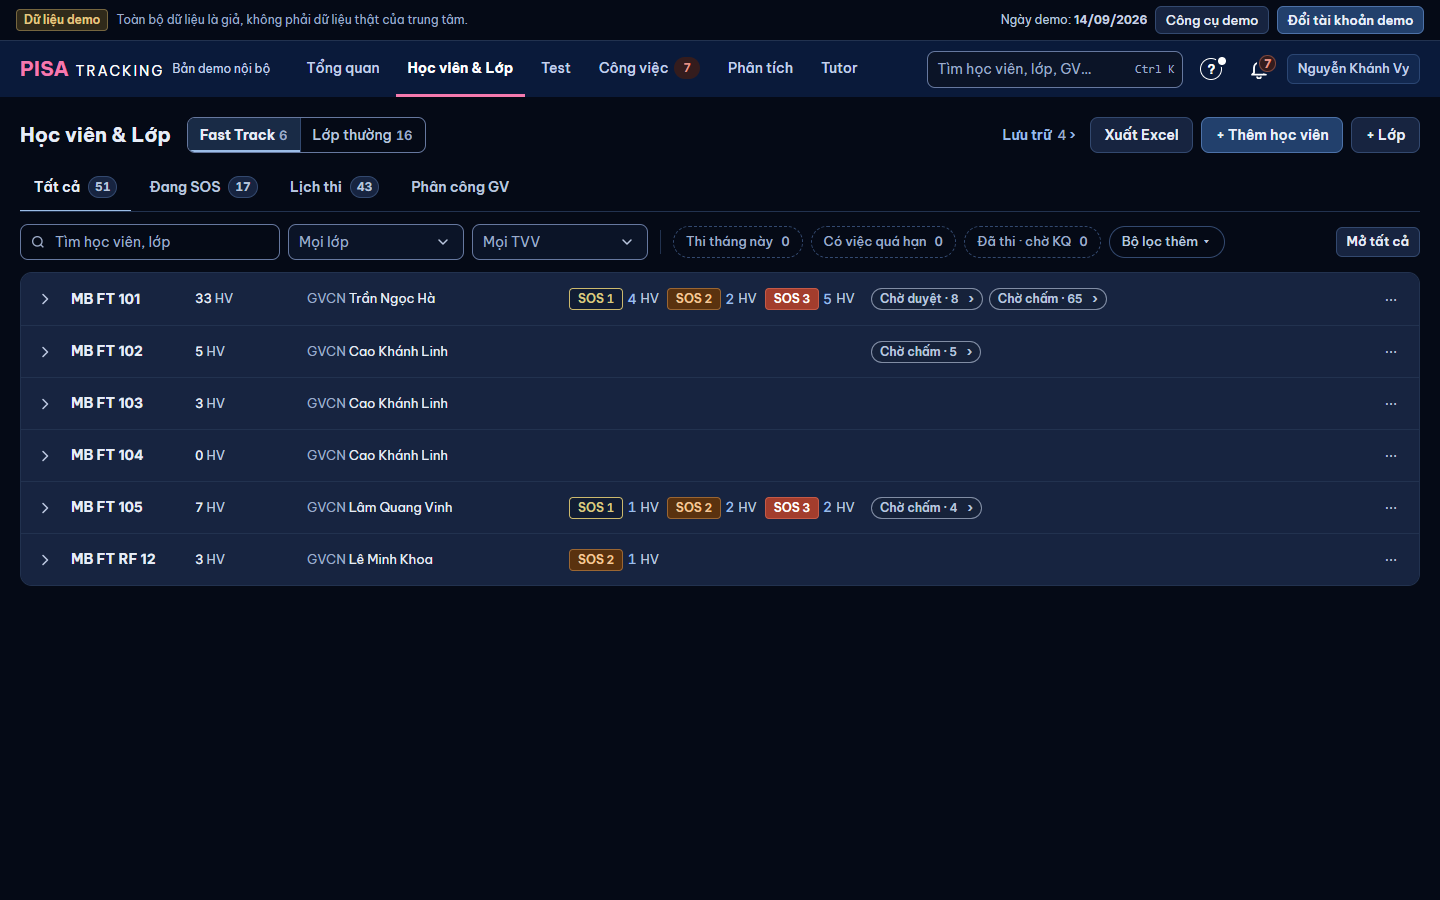 Dữ liệu demo Toàn bộ dữ liệu là giả, không phải dữ liệu thật của trung tâm. Ngày demo: 14/09/2026 Công cụ demo Đổi tài khoản demo
PISA TRACKING Bản demo nội bộ Tổng quan Học viên & Lớp Test Công việc 7 Phân tích Tutor Tìm học viên, lớp, GV... Ctrl K ? 7 Nguyễn Khánh Vy
Học viên & Lớp Fast Track 6 Lớp thường 16 Lưu trữ 4 › Xuất Excel + Thêm học viên + Lớp
Tất cả 51 Đang SOS 17 Lịch thi 43 Phân công GV
Tìm học viên, lớp Mọi lớp Mọi TVV Thi tháng này 0 Có việc quá hạn 0 Đã thi · chờ KQ 0 Bộ lọc thêm Mở tất cả
MB FT 101 33 HV GVCN Trần Ngọc Hà SOS 1 4 HV SOS 2 2 HV SOS 3 5 HV Chờ duyệt · 8 › Chờ chấm · 65 › ...
MB FT 102 5 HV GVCN Cao Khánh Linh Chờ chấm · 5 › ...
MB FT 103 3 HV GVCN Cao Khánh Linh ...
MB FT 104 0 HV GVCN Cao Khánh Linh ...
MB FT 105 7 HV GVCN Lâm Quang Vinh SOS 1 1 HV SOS 2 2 HV SOS 3 2 HV Chờ chấm · 4 › ...
MB FT RF 12 3 HV GVCN Lê Minh Khoa SOS 2 1 HV ...